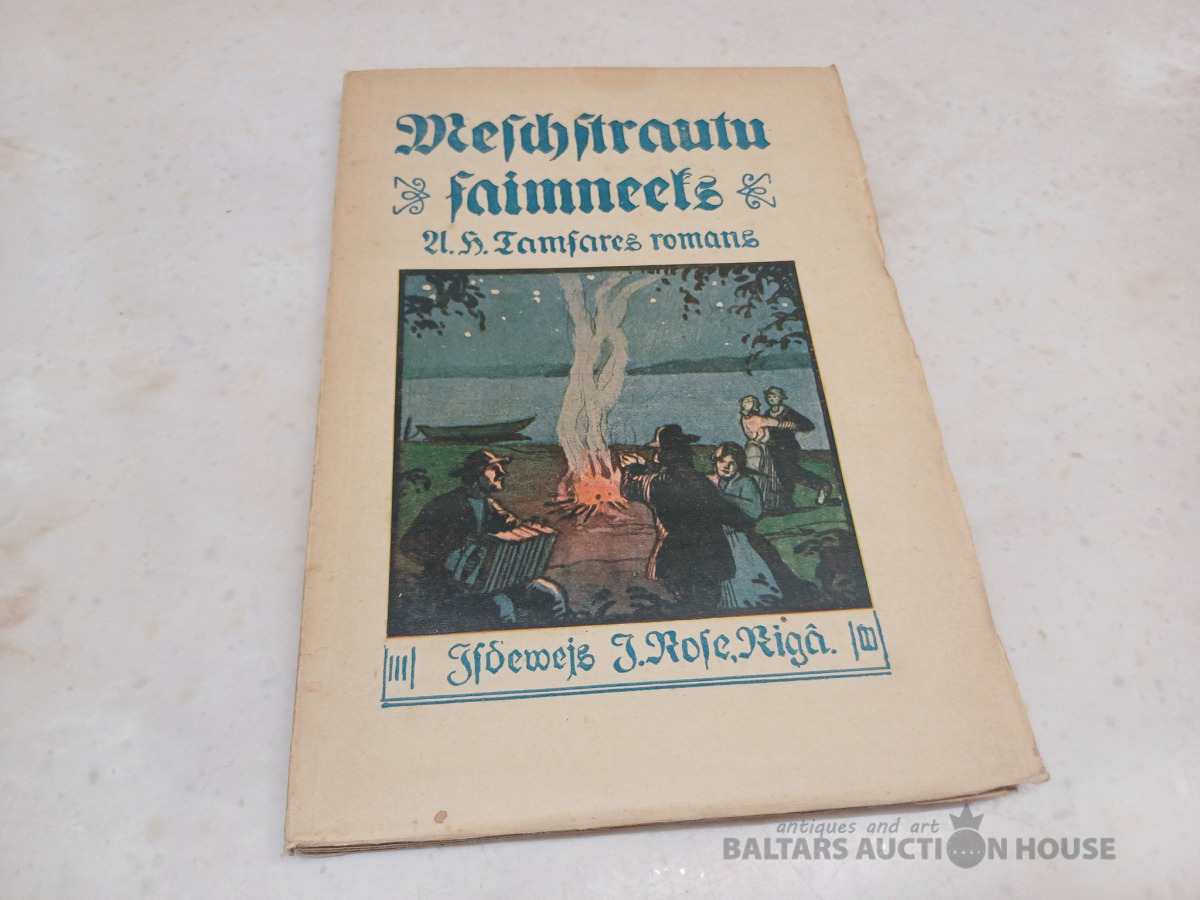 Meschstrautu
saimneeks
A. H. Tamsares romans
Isdewejs J. Rose, Rigâ.
antiques and art
BALTARS AUCTION HOUSE